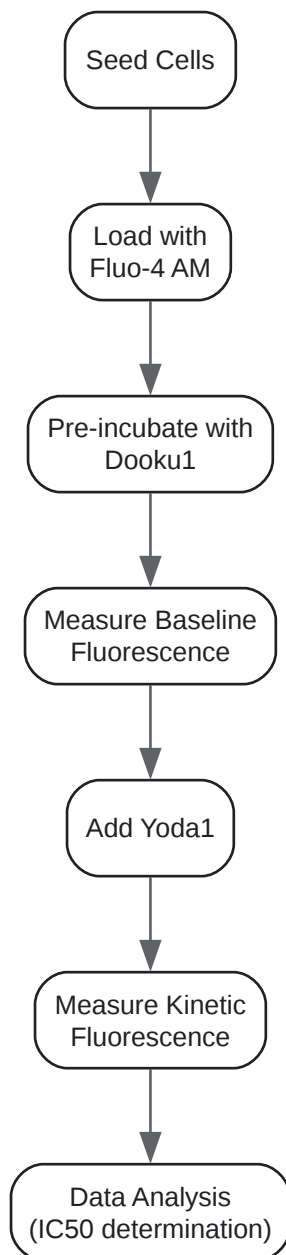 Seed Cells
Load with
Fluo-4 AM
Pre-incubate with
Dooku1
Measure Baseline
Fluorescence
Add Yoda1
Measure Kinetic
Fluorescence
Data Analysis
(IC50 determination)